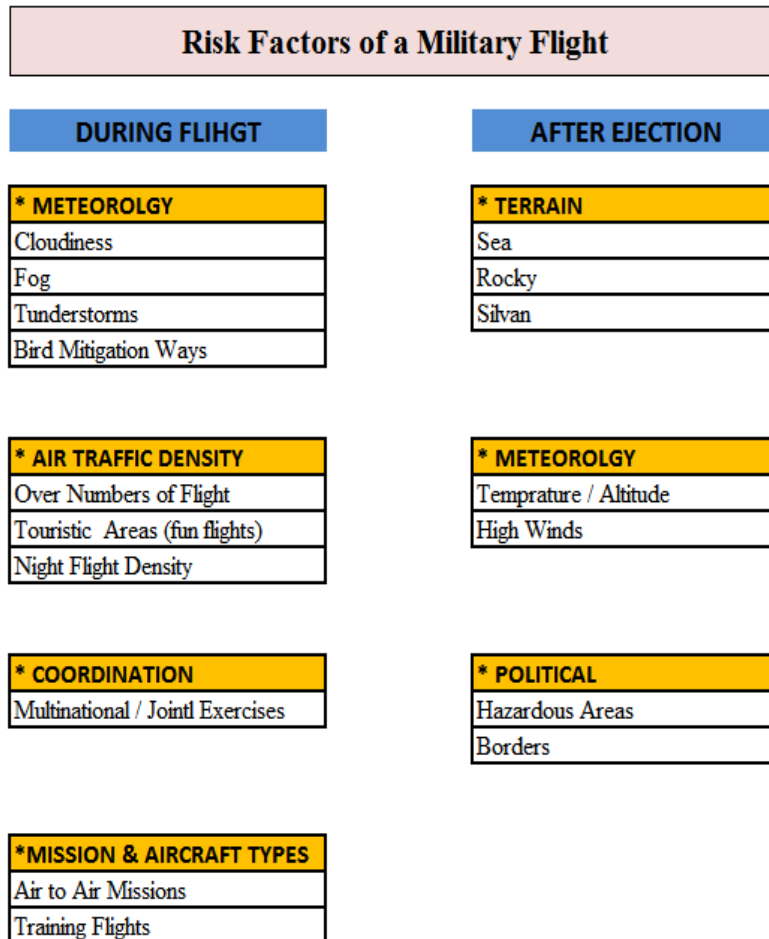 Risk Factors of a Military Flight
DURING FLIHGT
* METEOROLGY
Cloudiness
Fog
Tunderstorms
Bird Mitigation Ways
* AIR TRAFFIC DENSITY
Over Numbers of Flight
Touristic Areas (fun flights)
Night Flight Density
* COORDINATION
Multinational / Jointl Exercises
*MISSION & AIRCRAFT TYPES
Air to Air Missions
Training Flights
AFTER EJECTION
* TERRAIN
Sea
Rocky
Silvan
* METEOROLGY
Temprature / Altitude
High Winds
* POLITICAL
Hazardous Areas
Borders